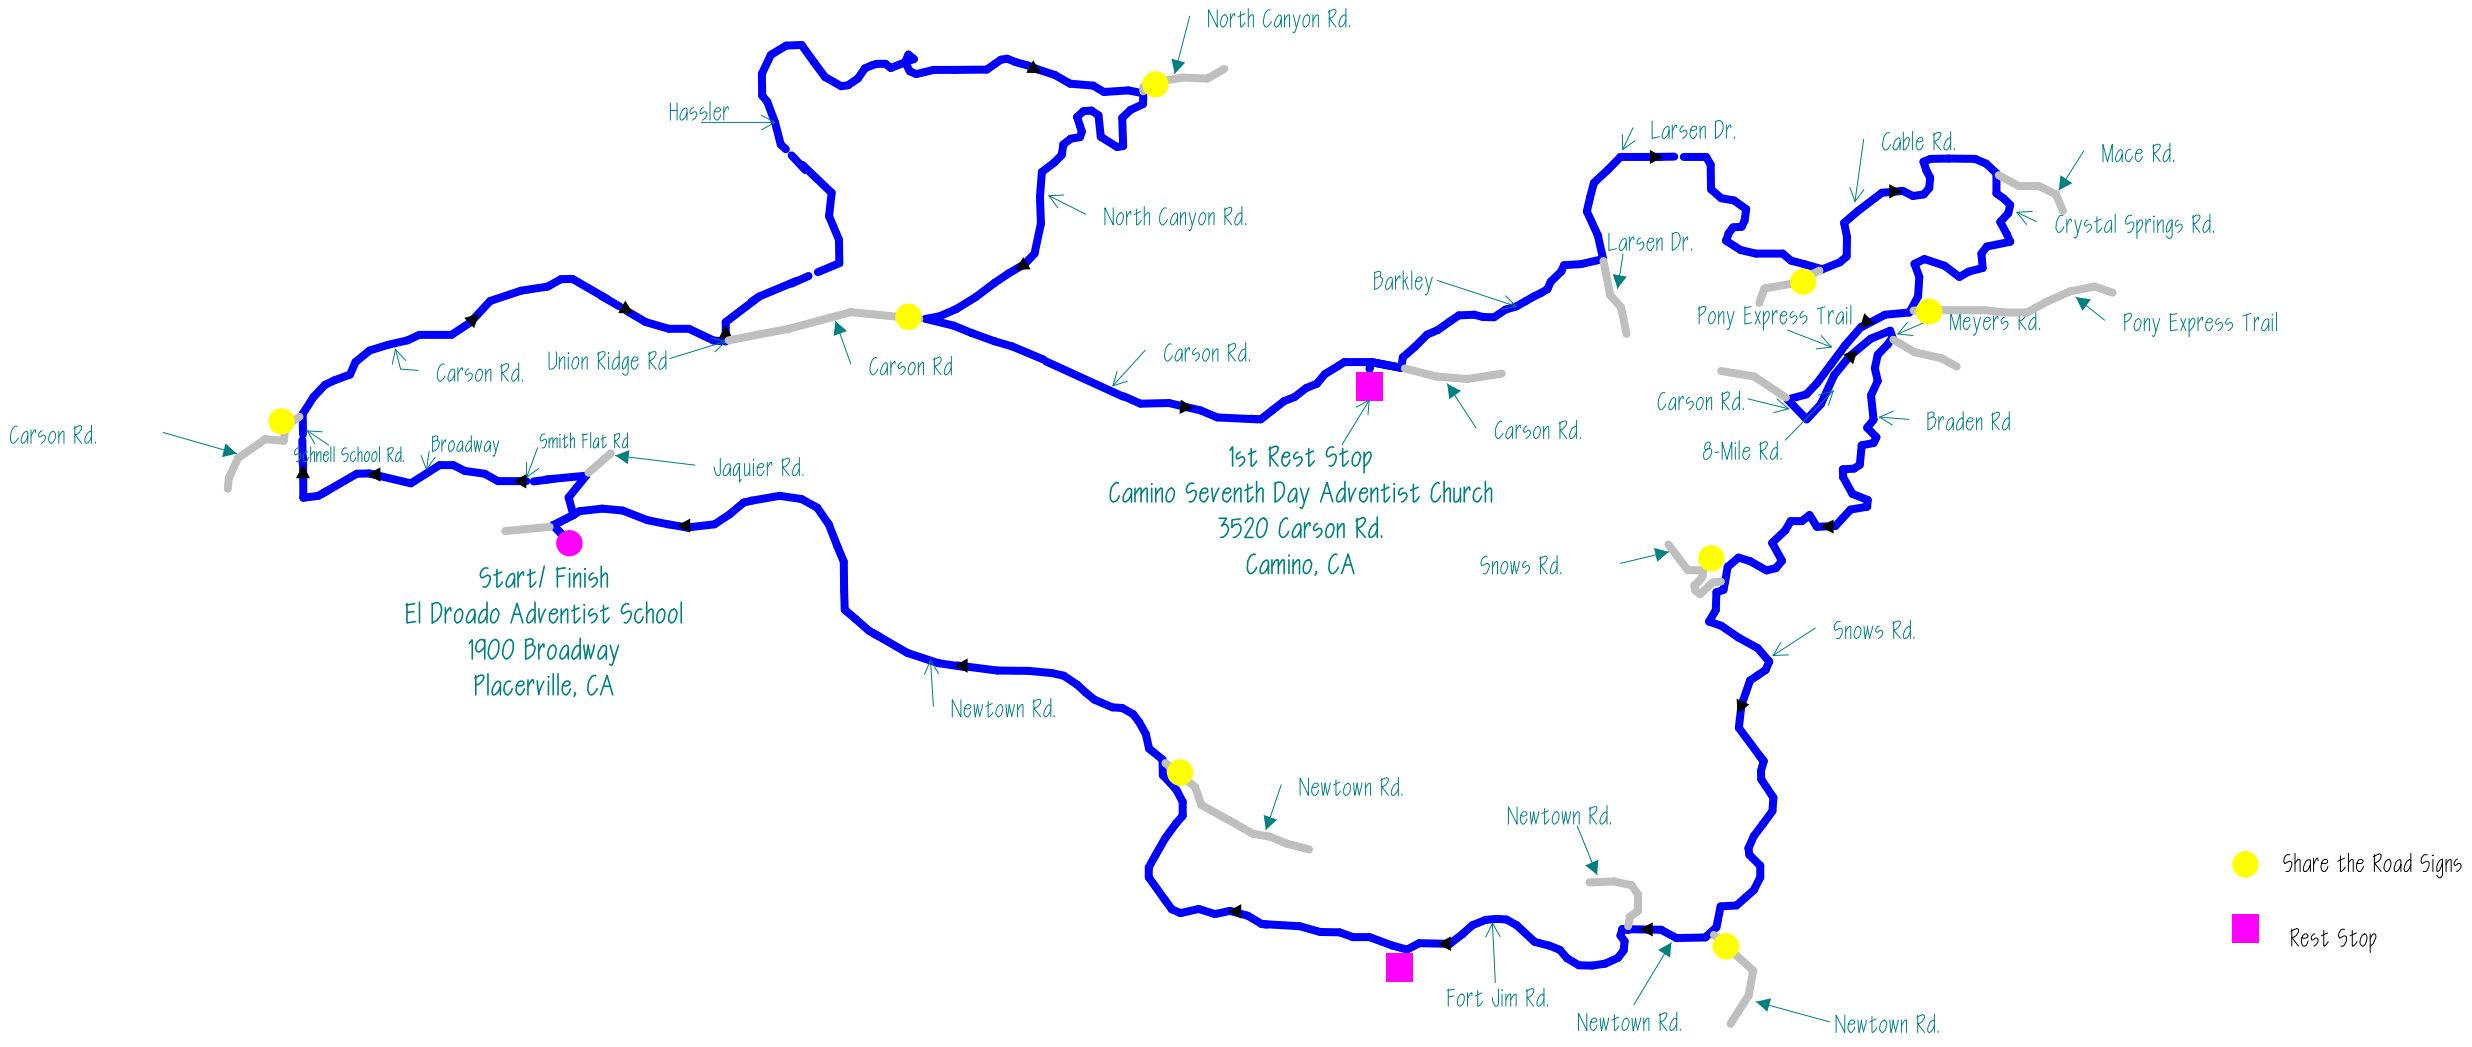 North Canyon Rd.
Hassler
Larsen Dr.
Cable Rd.
Mace Rd.
North Canyon Rd.
Crystal Springs Rd.
Larsen Dr.
Barkley
Pony Express Trail
Meyers Rd.
Pony Express Trail
Union Ridge Rd
Carson Rd
Carson Rd.
Carson Rd.
Carson Rd.
8-Mile Rd.
Braden Rd
Carson Rd.
Carson Rd.
Schnell School Rd.
Broadway
Smith Flat Rd
Jaquier Rd.
1st Rest Stop
Camino Seventh Day Adventist Church
3520 Carson Rd.
Camino, CA
Snows Rd.
Start/ Finish
El Droado Adventist School
1900 Broadway
Placerville, CA
Snows Rd.
Newtown Rd.
Newtown Rd.
Newtown Rd.
Fort Jim Rd.
Newtown Rd.
Newtown Rd.
Share the Road Signs
Rest Stop